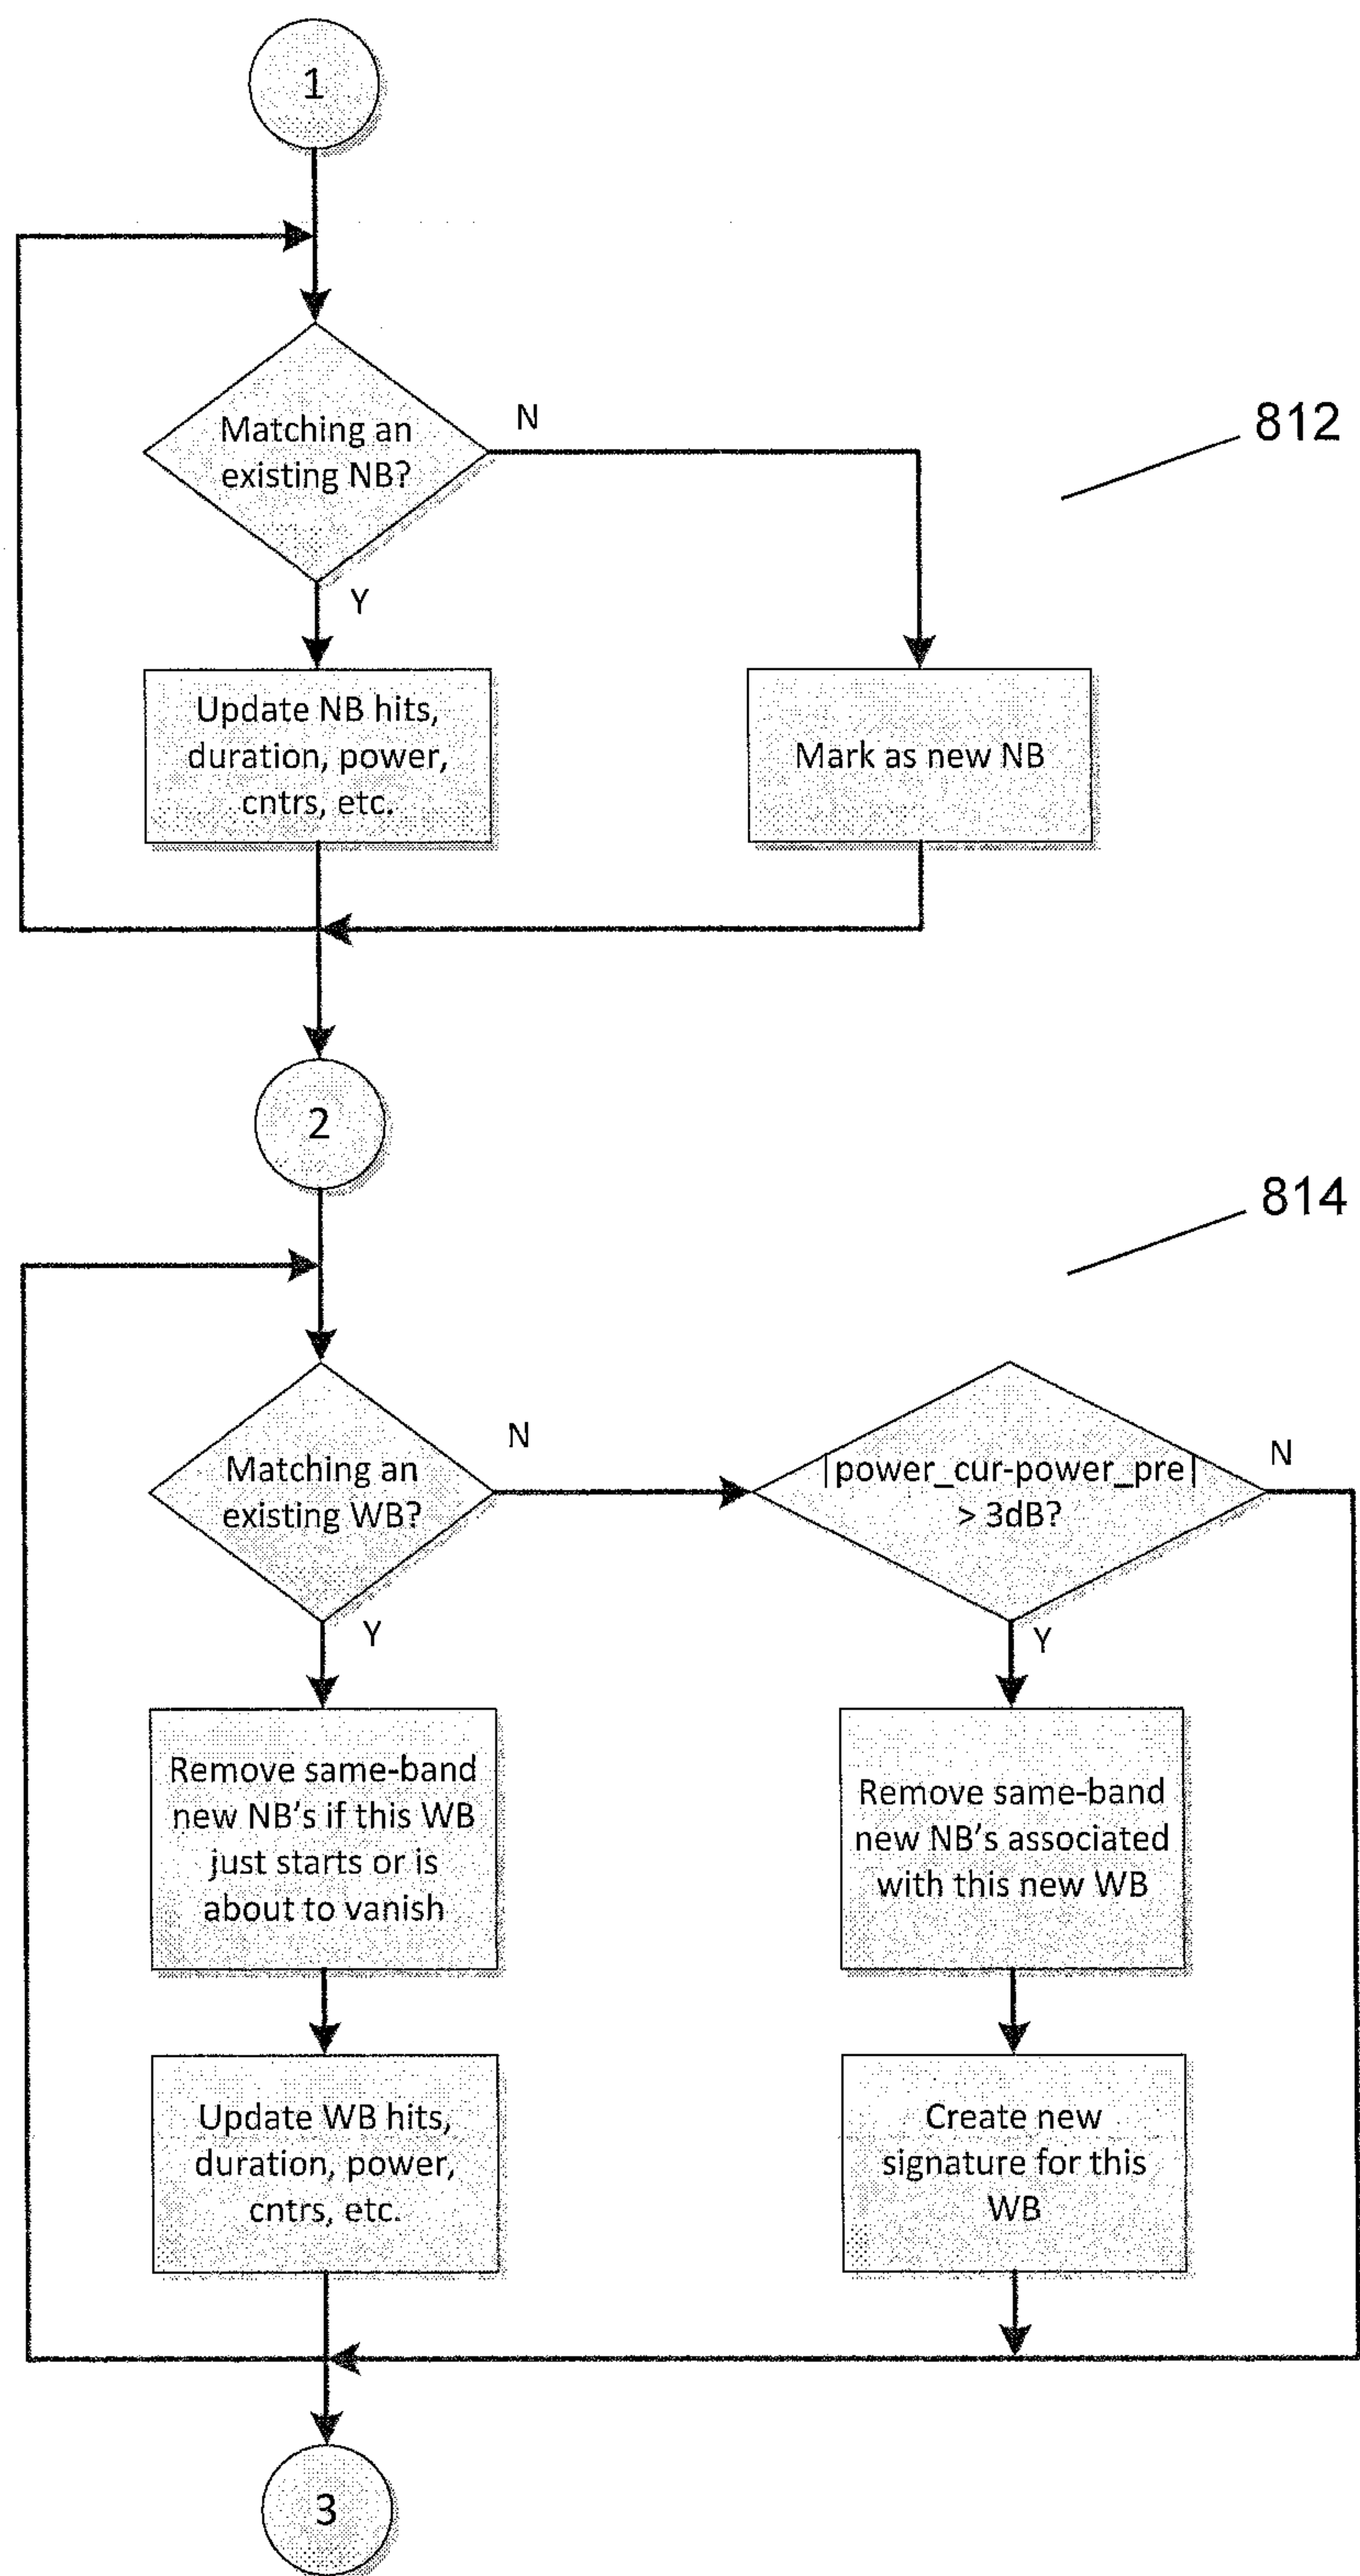 1
Matching an
existing NB?
N
812
Y
Update NB hits,
duration, power,
cntrs, etc.
Mark as new NB
2
814
Matching an
existing WB?
N
|power_cur-power_pre|
> 3dB?
N
Y
Y
Remove same-band
new NB's if this WB
just starts or is
about to vanish
Remove same-band
new NB's associated
with this new WB
Update WB hits,
duration, power,
cntrs, etc.
Create new
signature for this
WB
3